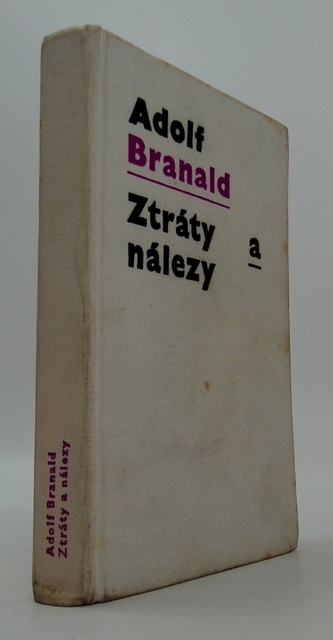 Adolf
Branald
Ztráty a
nálezy
Adolf Branald
Ztráty a nálezy